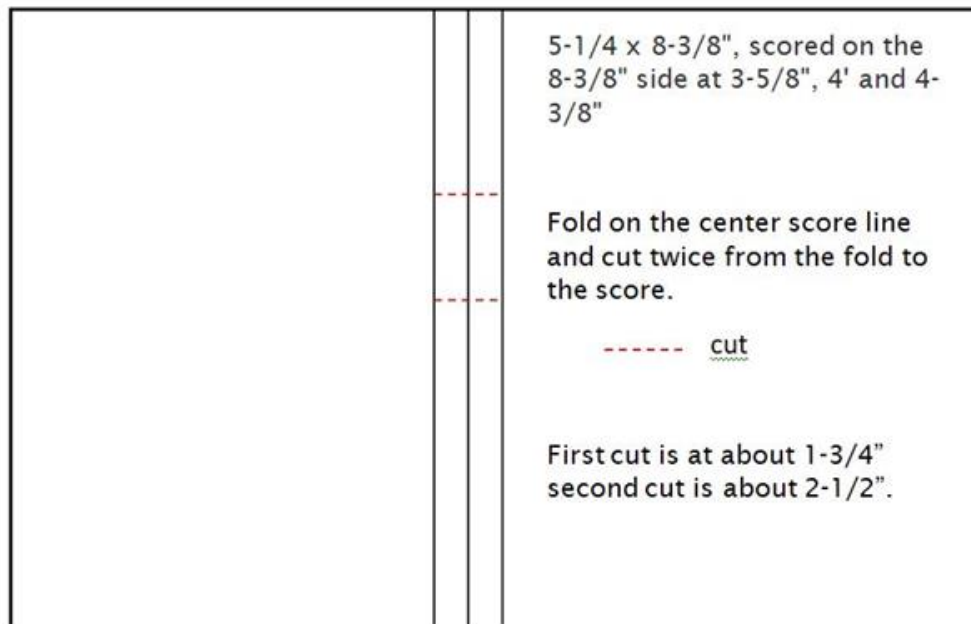 5-1/4 x 8-3/8", scored on the
8-3/8" side at 3-5/8", 4' and 4-
3/8"
Fold on the center score line
and cut twice from the fold to
the score.
cut
First cut is at about 1-3/4”
second cut is about 2-1/2”.